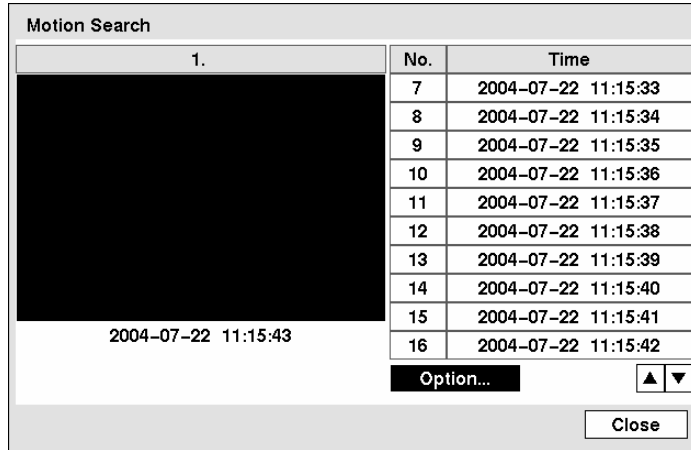 Motion Search
1.
2004-07-22 11:15:43
No. Time
7 2004-07-22 11:15:33
8 2004-07-22 11:15:34
9 2004-07-22 11:15:35
10 2004-07-22 11:15:36
11 2004-07-22 11:15:37
12 2004-07-22 11:15:38
13 2004-07-22 11:15:39
14 2004-07-22 11:15:40
15 2004-07-22 11:15:41
16 2004-07-22 11:15:42
Option...
Close